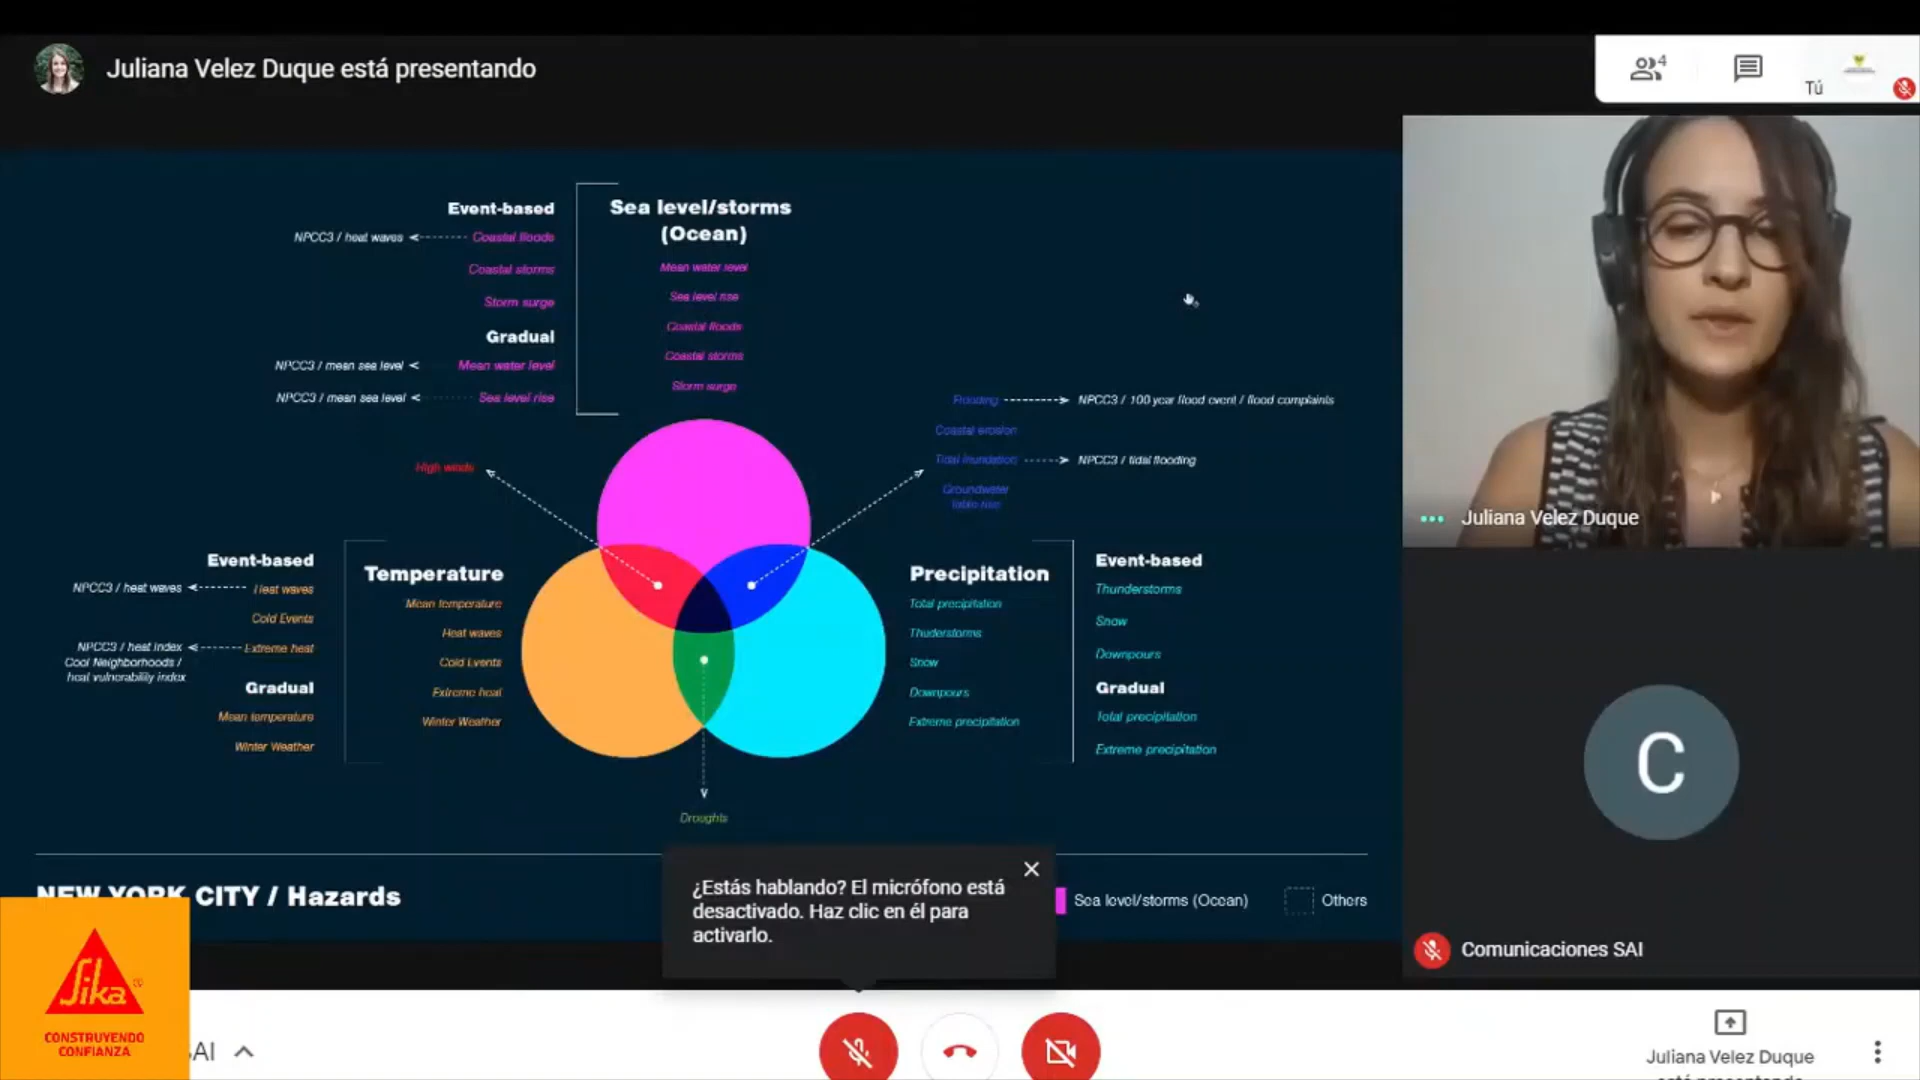 Juliana Velez Duque está presentando
4
Tú
Event-based
NPCC3 / heat waves
Coastal floods
Coastal storms
Storm surge
Gradual
NPCC3 / mean sea level
Mean water level
NPCC3 / mean sea level
Sea level rise
Sea level/storms
(Ocean)
Mean water level
Sea level rise
Coastal floods
Coastal storms
Storm surge
High winds
Flooding
NPCC3 / 100 year flood event / flood complaints
Coastal erosion
Tidal inundation
NPCC3 / tidal flooding
Groundwater
table rise
Event-based
NPCC3 / heat waves
Heat waves
Cold Events
NPCC3 / heat index
Extreme heat
Cool Neighborhoods /
heat vulnerability index
Gradual
Mean temperature
Winter Weather
Temperature
Mean temperature
Heat waves
Cold Events
Extreme heat
Winter Weather
Precipitation
Total precipitation
Thuderstorms
Snow
Downpours
Extreme precipitation
Event-based
Thunderstorms
Snow
Downpours
Gradual
Total precipitation
Extreme precipitation
Droughts
NEW YORK CITY / Hazards
Sea level/storms (Ocean)
Others
¿Estás hablando? El micrófono está
desactivado. Haz clic en él para
activarlo.
Juliana Velez Duque
C
Comunicaciones SAI
Sika
CONSTRUYENDO
CONFIANZA
SAI
Juliana Velez Duque
está presentando